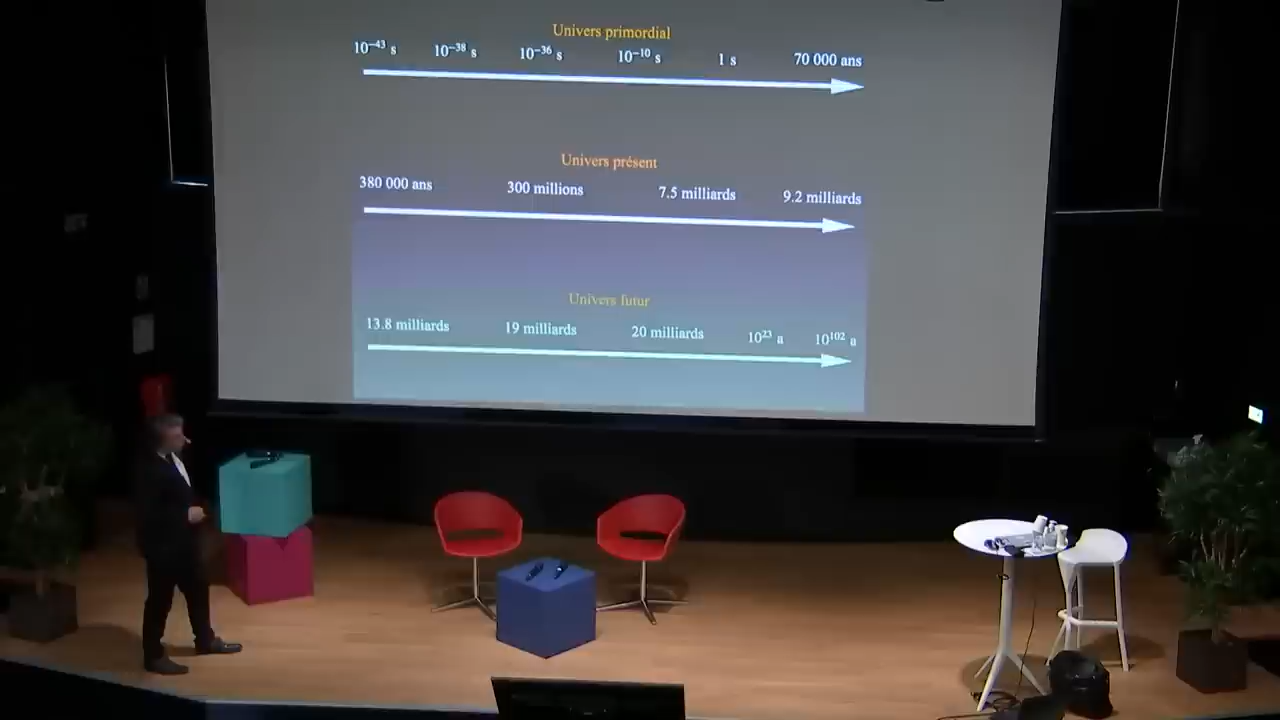 Univers primordial
10⁻⁴³ s 10⁻³⁸ s 10⁻³⁶ s 10⁻¹⁰ s 1 s 70 000 ans
Univers présent
380 000 ans 300 millions 7.5 milliards 9.2 milliards
Univers futur
13.8 milliards 19 milliards 20 milliards 10²³ a 10¹⁰² a